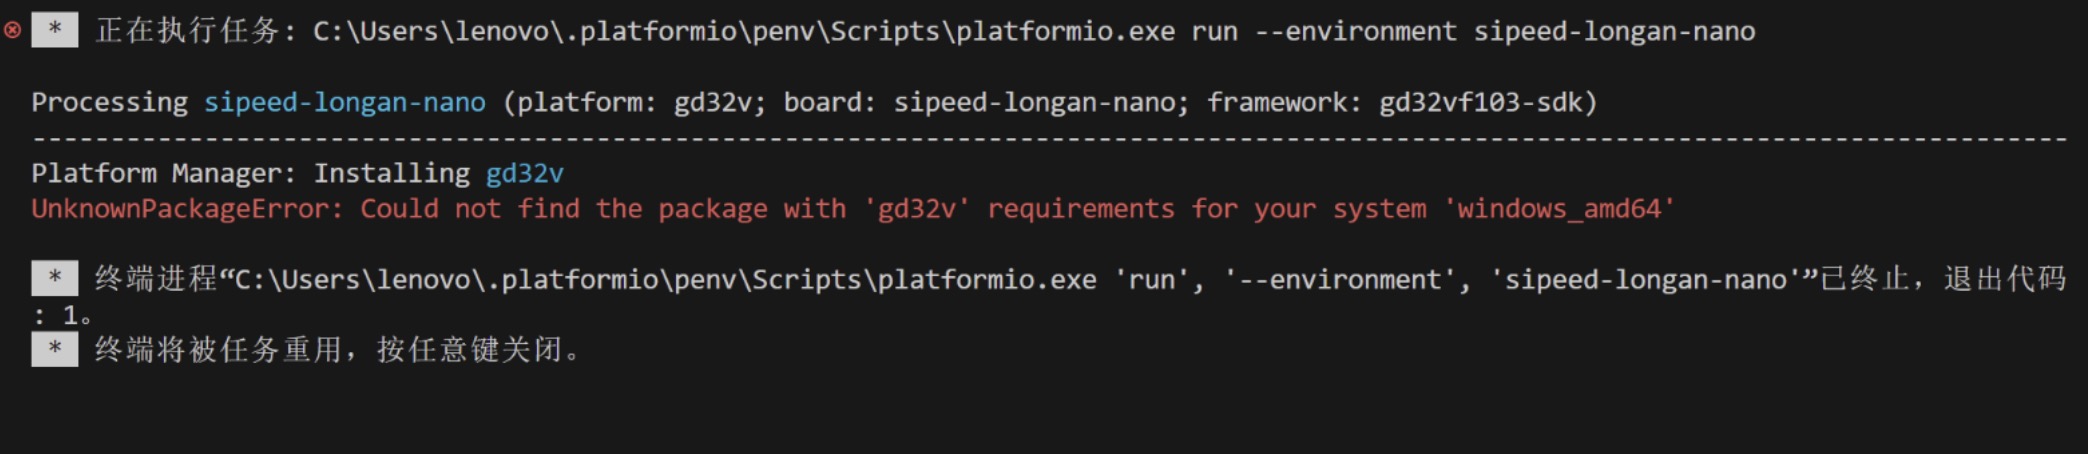 * 正在执行任务: C:\Users\lenovo\.platformio\penv\Scripts\platformio.exe run --environment sipeed-longan-nano
Processing sipeed-longan-nano (platform: gd32v; board: sipeed-longan-nano; framework: gd32vf103-sdk)
----------------------------------------------------------------------------------------------------------------------------------
Platform Manager: Installing gd32v
UnknownPackageError: Could not find the package with 'gd32v' requirements for your system 'windows_amd64'
* 终端进程“C:\Users\lenovo\.platformio\penv\Scripts\platformio.exe 'run', '--environment', 'sipeed-longan-nano'”已终止，退出代码
: 1。
* 终端将被任务重用，按任意键关闭。